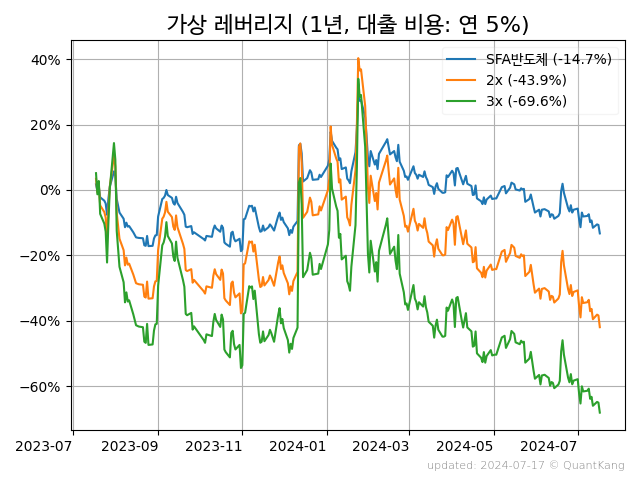 가상 레버리지 (1년, 대출 비용: 연 5%)
SFA반도체 (-14.7%)
2x (-43.9%)
3x (-69.6%)
40%
20%
0%
−20%
−40%
−60%
2023-07 2023-09 2023-11 2024-01 2024-03 2024-05 2024-07
updated: 2024-07-17 © QuantKang